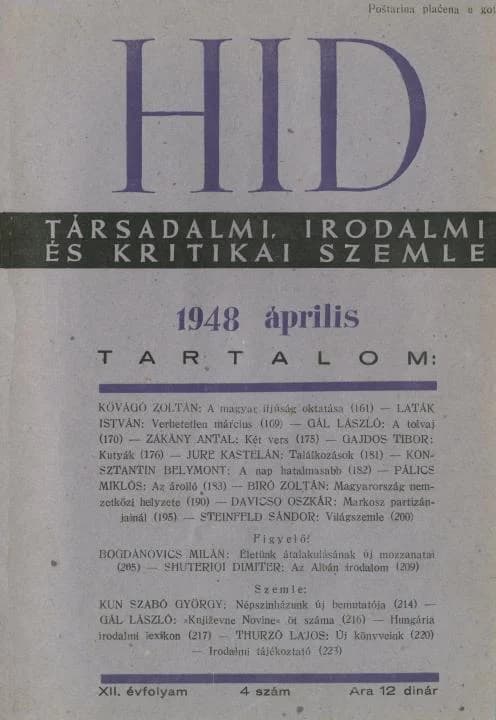 Poštarina plaćena u got
HID
TÁRSADALMI, IRODALMI
ÉS KRITIKAI SZEMLE
1948 április
TARTALOM:
KOVÁGÓ ZOLTÁN: A magyar ifjúság oktatása (161) — LATÁK
ISTVÁN: Verhetetlen március (169) — GÁL LÁSZLÓ: A tolvaj
(170) — ZÁKÁNY ANTAL: Két vers (175) — GAJDOS TIBOR:
Kutyák (176) — JURE KASTELÁN: Találkozások (181) — KON-
SZTANTIN BELYMONT: A nap hatalmasabb (182) — PÁLICS
MIKLÓS: Az árolló (183) — BIRÓ ZOLTÁN: Magyarország nem-
zetközi helyzete (190) — DAVICSO OSZKÁR: Markosz partizán-
jainál (195) — STEINFELD SÁNDOR: Világszemle (200)
Figyelő:
BOGDÁNOVICS MILÁN: Életünk átalakulásának új mozzanatai
(205) — SHUTERIQI DIMITER: Az Albán irodalom (209)
Szemle:
KUN SZABÓ GYÖRGY: Népszínházunk új bemutatója (214) —
GÁL LÁSZLÓ: »Književne Novine« öt száma (216) — Hungária
irodalmi lexikon (217) — THURZÓ LAJOS: Új könyveink (220)
— Irodalmi tájékoztató (223)
XII. évfolyam 4 szám Ára 12 dinár